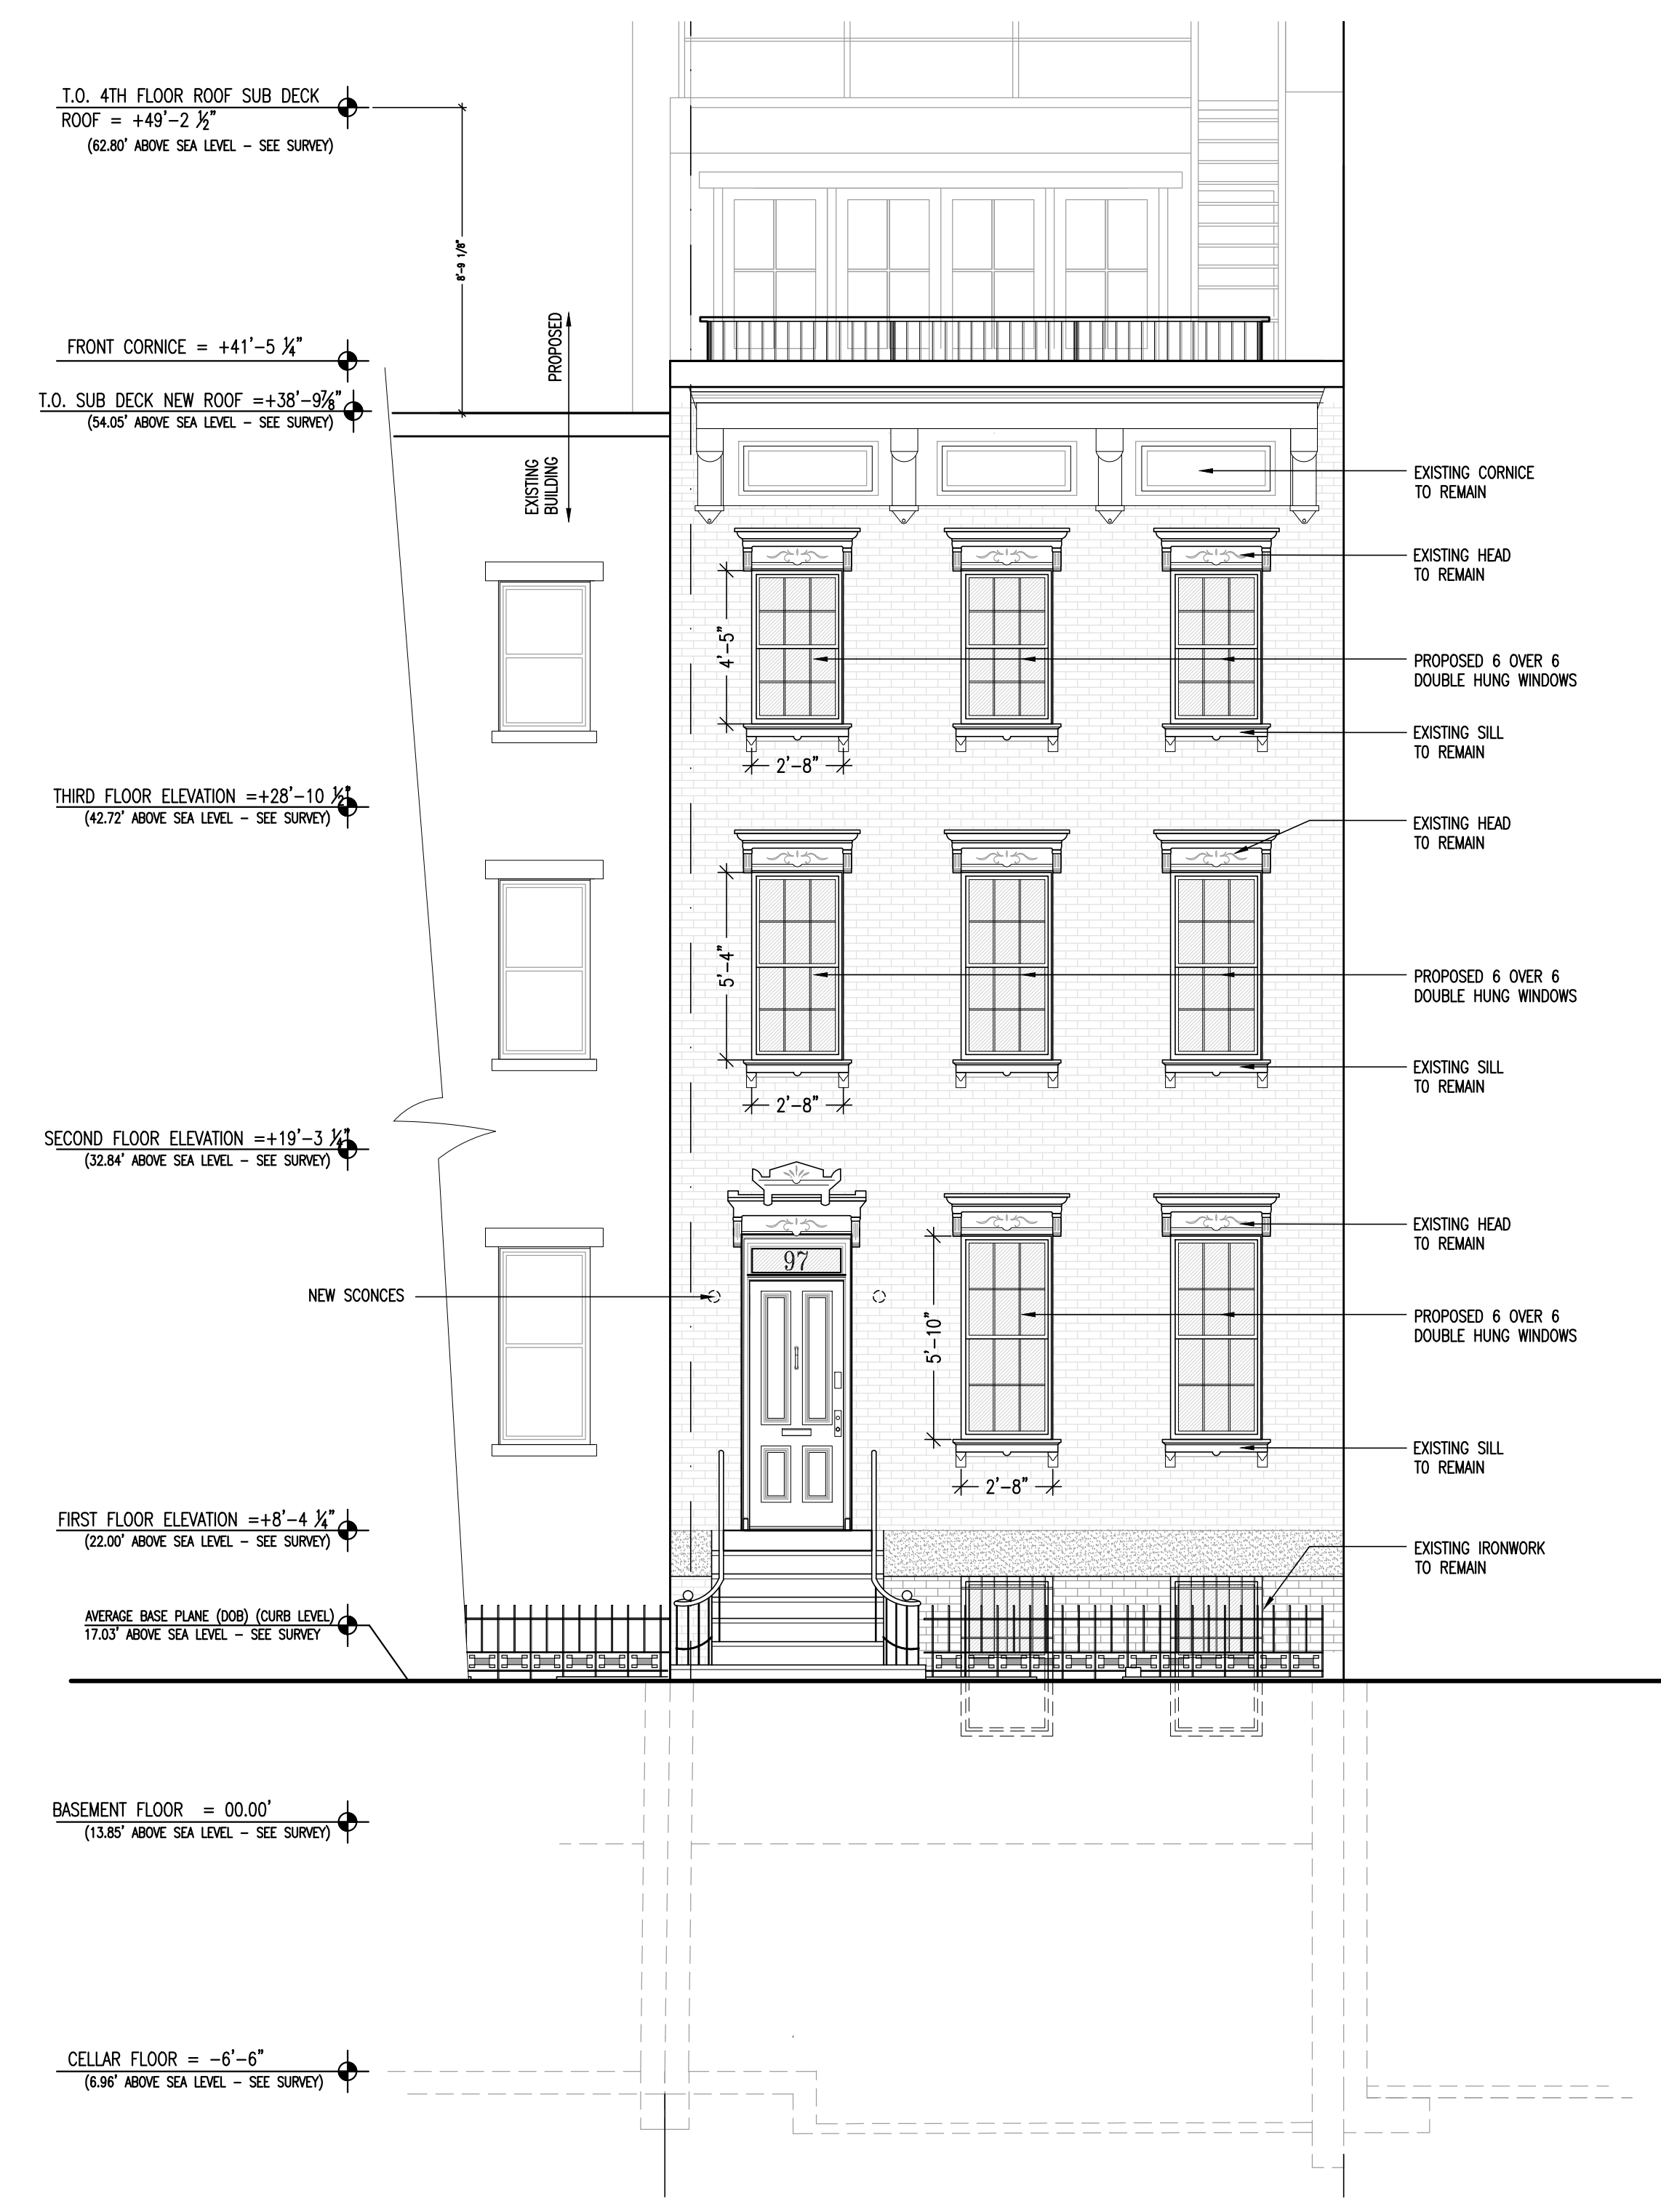 T.O. 4TH FLOOR ROOF SUB DECK
ROOF = +49'-2 ½"
(62.80' ABOVE SEA LEVEL - SEE SURVEY)
8'-9 1/8"
FRONT CORNICE = +41'-5 ¼"
T.O. SUB DECK NEW ROOF =+38'-9⅞"
(54.05' ABOVE SEA LEVEL - SEE SURVEY)
PROPOSED
EXISTING
BUILDING
EXISTING CORNICE
TO REMAIN
EXISTING HEAD
TO REMAIN
4'-5"
PROPOSED 6 OVER 6
DOUBLE HUNG WINDOWS
EXISTING SILL
TO REMAIN
2'-8"
THIRD FLOOR ELEVATION =+28'-10 ½"
(42.72' ABOVE SEA LEVEL - SEE SURVEY)
EXISTING HEAD
TO REMAIN
5'-4"
PROPOSED 6 OVER 6
DOUBLE HUNG WINDOWS
EXISTING SILL
TO REMAIN
2'-8"
SECOND FLOOR ELEVATION =+19'-3 ¼"
(32.84' ABOVE SEA LEVEL - SEE SURVEY)
EXISTING HEAD
TO REMAIN
97
NEW SCONCES
5'-10"
PROPOSED 6 OVER 6
DOUBLE HUNG WINDOWS
EXISTING SILL
TO REMAIN
2'-8"
FIRST FLOOR ELEVATION =+8'-4 ¼"
(22.00' ABOVE SEA LEVEL - SEE SURVEY)
EXISTING IRONWORK
TO REMAIN
AVERAGE BASE PLANE (DOB) (CURB LEVEL)
17.03' ABOVE SEA LEVEL - SEE SURVEY
BASEMENT FLOOR = 00.00'
(13.85' ABOVE SEA LEVEL - SEE SURVEY)
CELLAR FLOOR = -6'-6"
(6.96' ABOVE SEA LEVEL - SEE SURVEY)